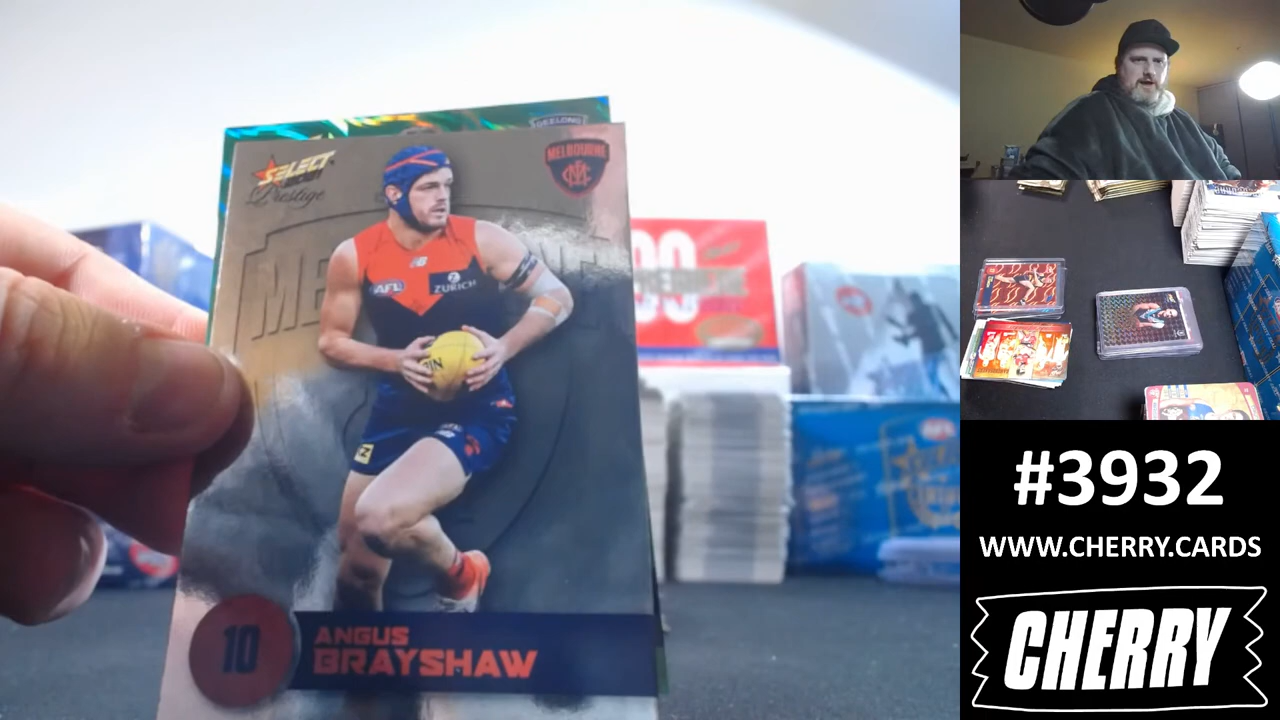 SELECT
Prestige
MELBOURNE
GEELONG
AFL
ZURICH
10
ANGUS
BRAYSHAW
#3932
WWW.CHERRY.CARDS
CHERRY